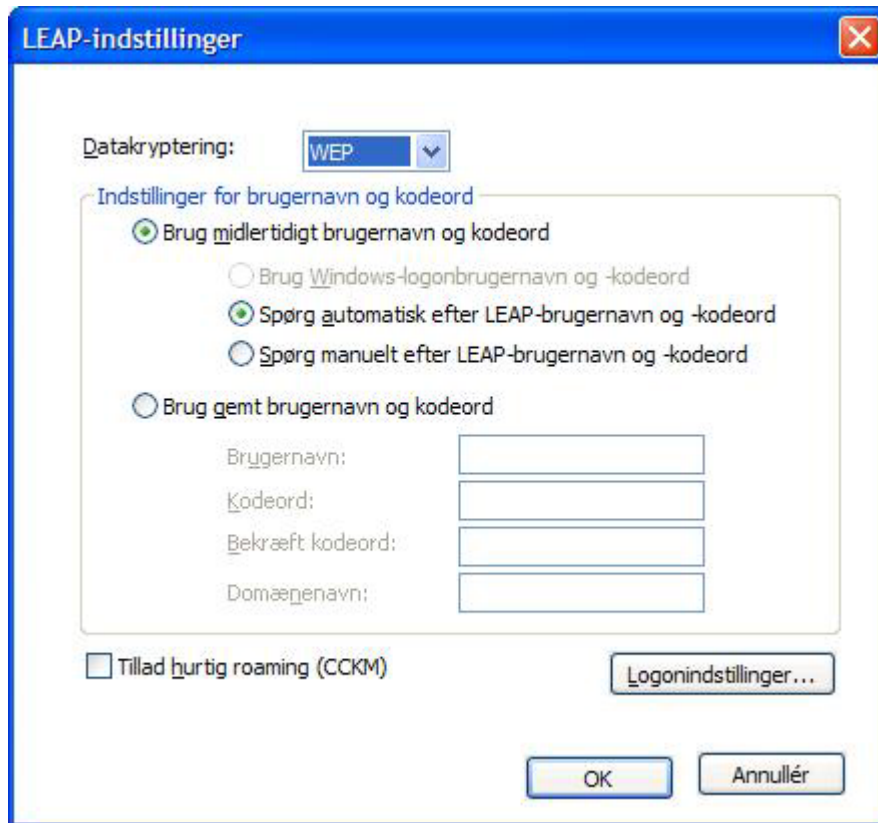 LEAP-indstillinger
Datakryptering: WEP
Indstillinger for brugernavn og kodeord
Brug midlertidigt brugernavn og kodeord
Brug Windows-logonbrugernavn og -kodeord
Spørg automatisk efter LEAP-brugernavn og -kodeord
Spørg manuelt efter LEAP-brugernavn og -kodeord
Brug gemt brugernavn og kodeord
Brugernavn:
Kodeord:
Bekræft kodeord:
Domænenavn:
Tillad hurtig roaming (CCKM)
Logonindstillinger...
OK Annullér